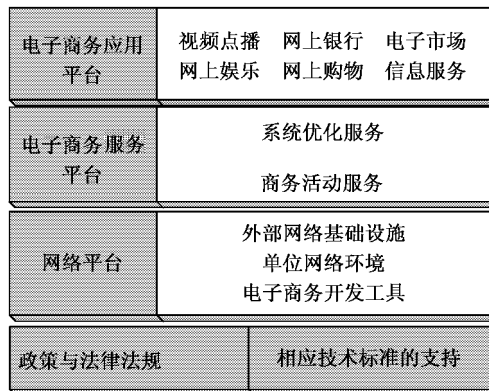 电子商务应用
平台
视频点播 网上银行 电子市场
网上娱乐 网上购物 信息服务
电子商务服务
平台
系统优化服务
商务活动服务
网络平台
外部网络基础设施
单位网络环境
电子商务开发工具
政策与法律法规
相应技术标准的支持